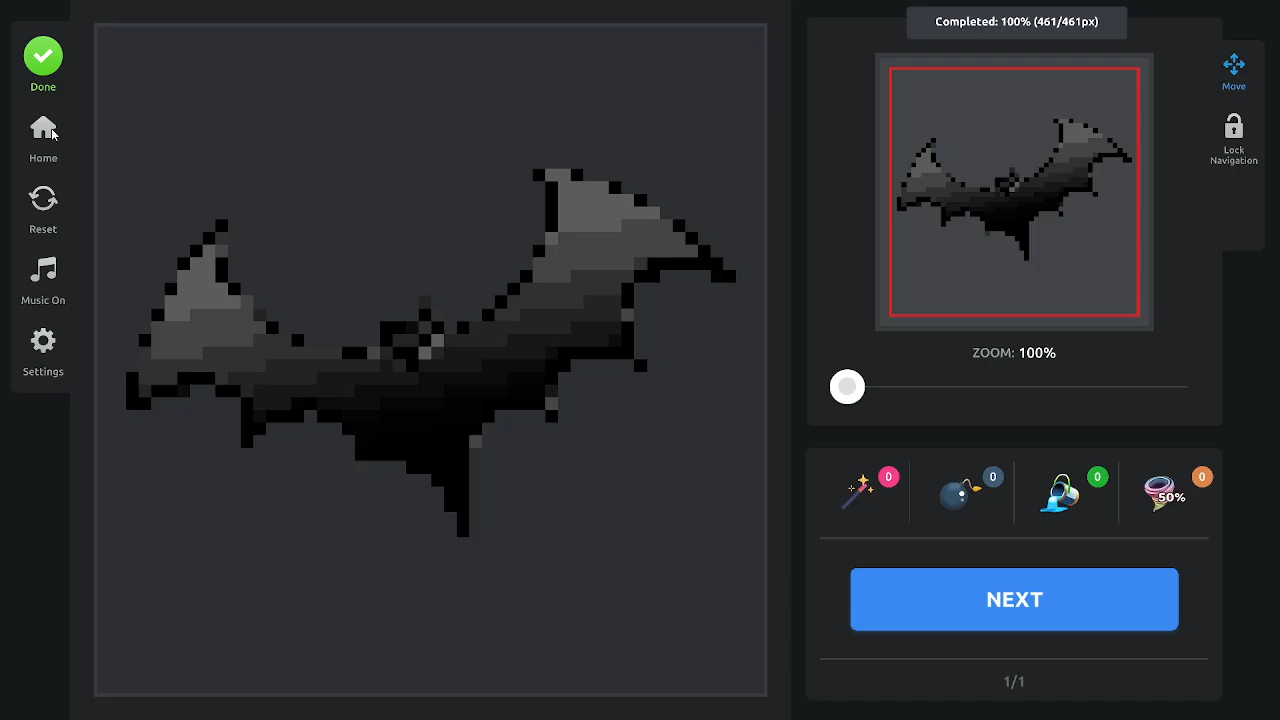 Done
Home
Reset
Music On
Settings
Completed: 100% (461/461px)
ZOOM: 100%
Move
Lock
Navigation
0
0
0
50%
0
NEXT
1/1